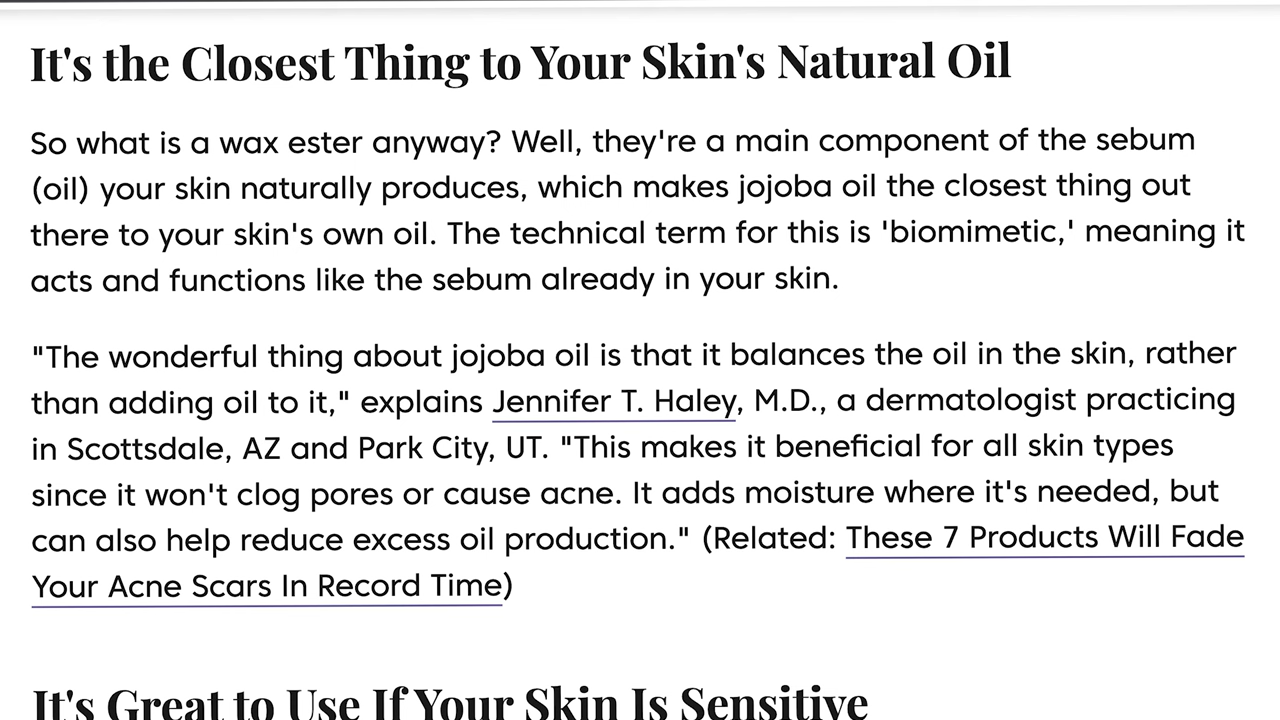 It's the Closest Thing to Your Skin's Natural Oil
So what is a wax ester anyway? Well, they're a main component of the sebum
(oil) your skin naturally produces, which makes jojoba oil the closest thing out
there to your skin's own oil. The technical term for this is 'biomimetic,' meaning it
acts and functions like the sebum already in your skin.
"The wonderful thing about jojoba oil is that it balances the oil in the skin, rather
than adding oil to it," explains Jennifer T. Haley, M.D., a dermatologist practicing
in Scottsdale, AZ and Park City, UT. "This makes it beneficial for all skin types
since it won't clog pores or cause acne. It adds moisture where it's needed, but
can also help reduce excess oil production." (Related: These 7 Products Will Fade
Your Acne Scars In Record Time)
It's Great to Use If Your Skin Is Sensitive